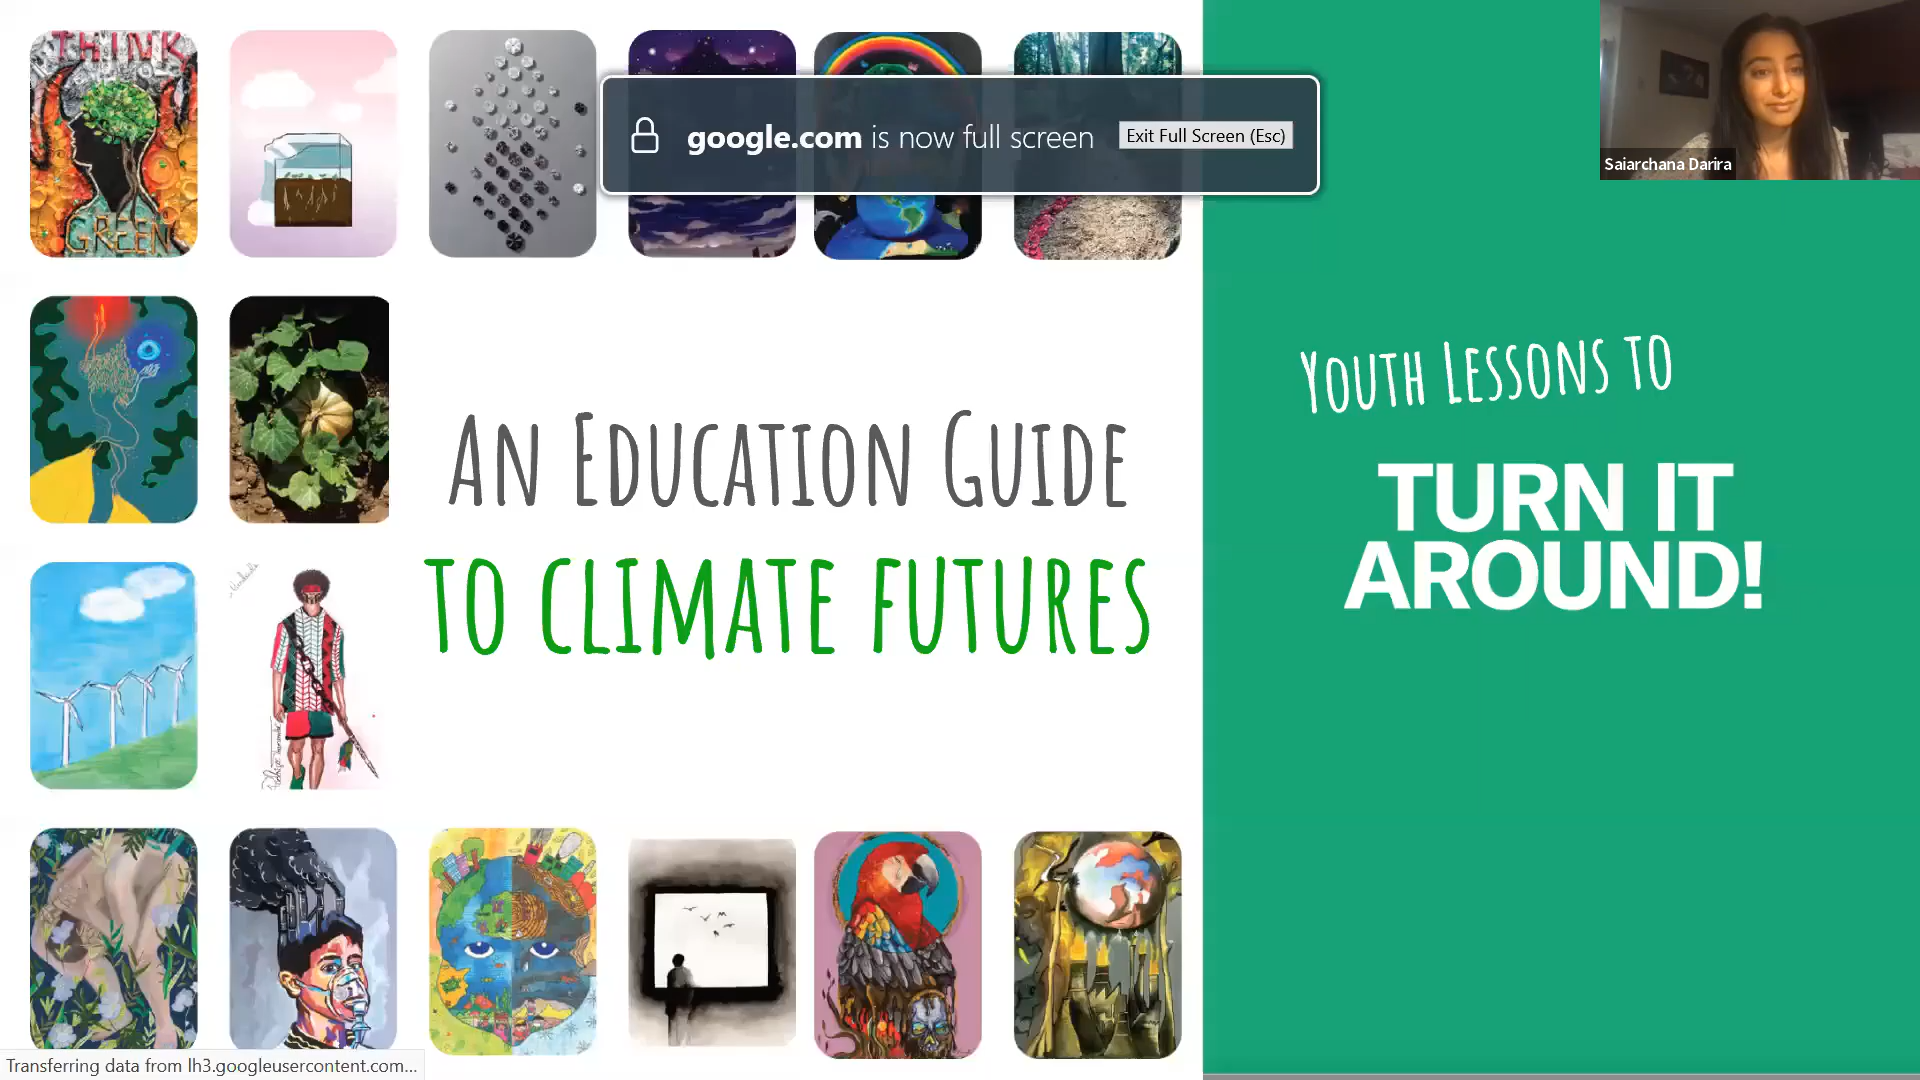 THINK
GREEN
google.com is now full screen
Exit Full Screen (Esc)
Saiarchana Darira
An Education Guide
to climate futures
Youth Lessons to
TURN IT
AROUND!
Transferring data from lh3.googleusercontent.com...